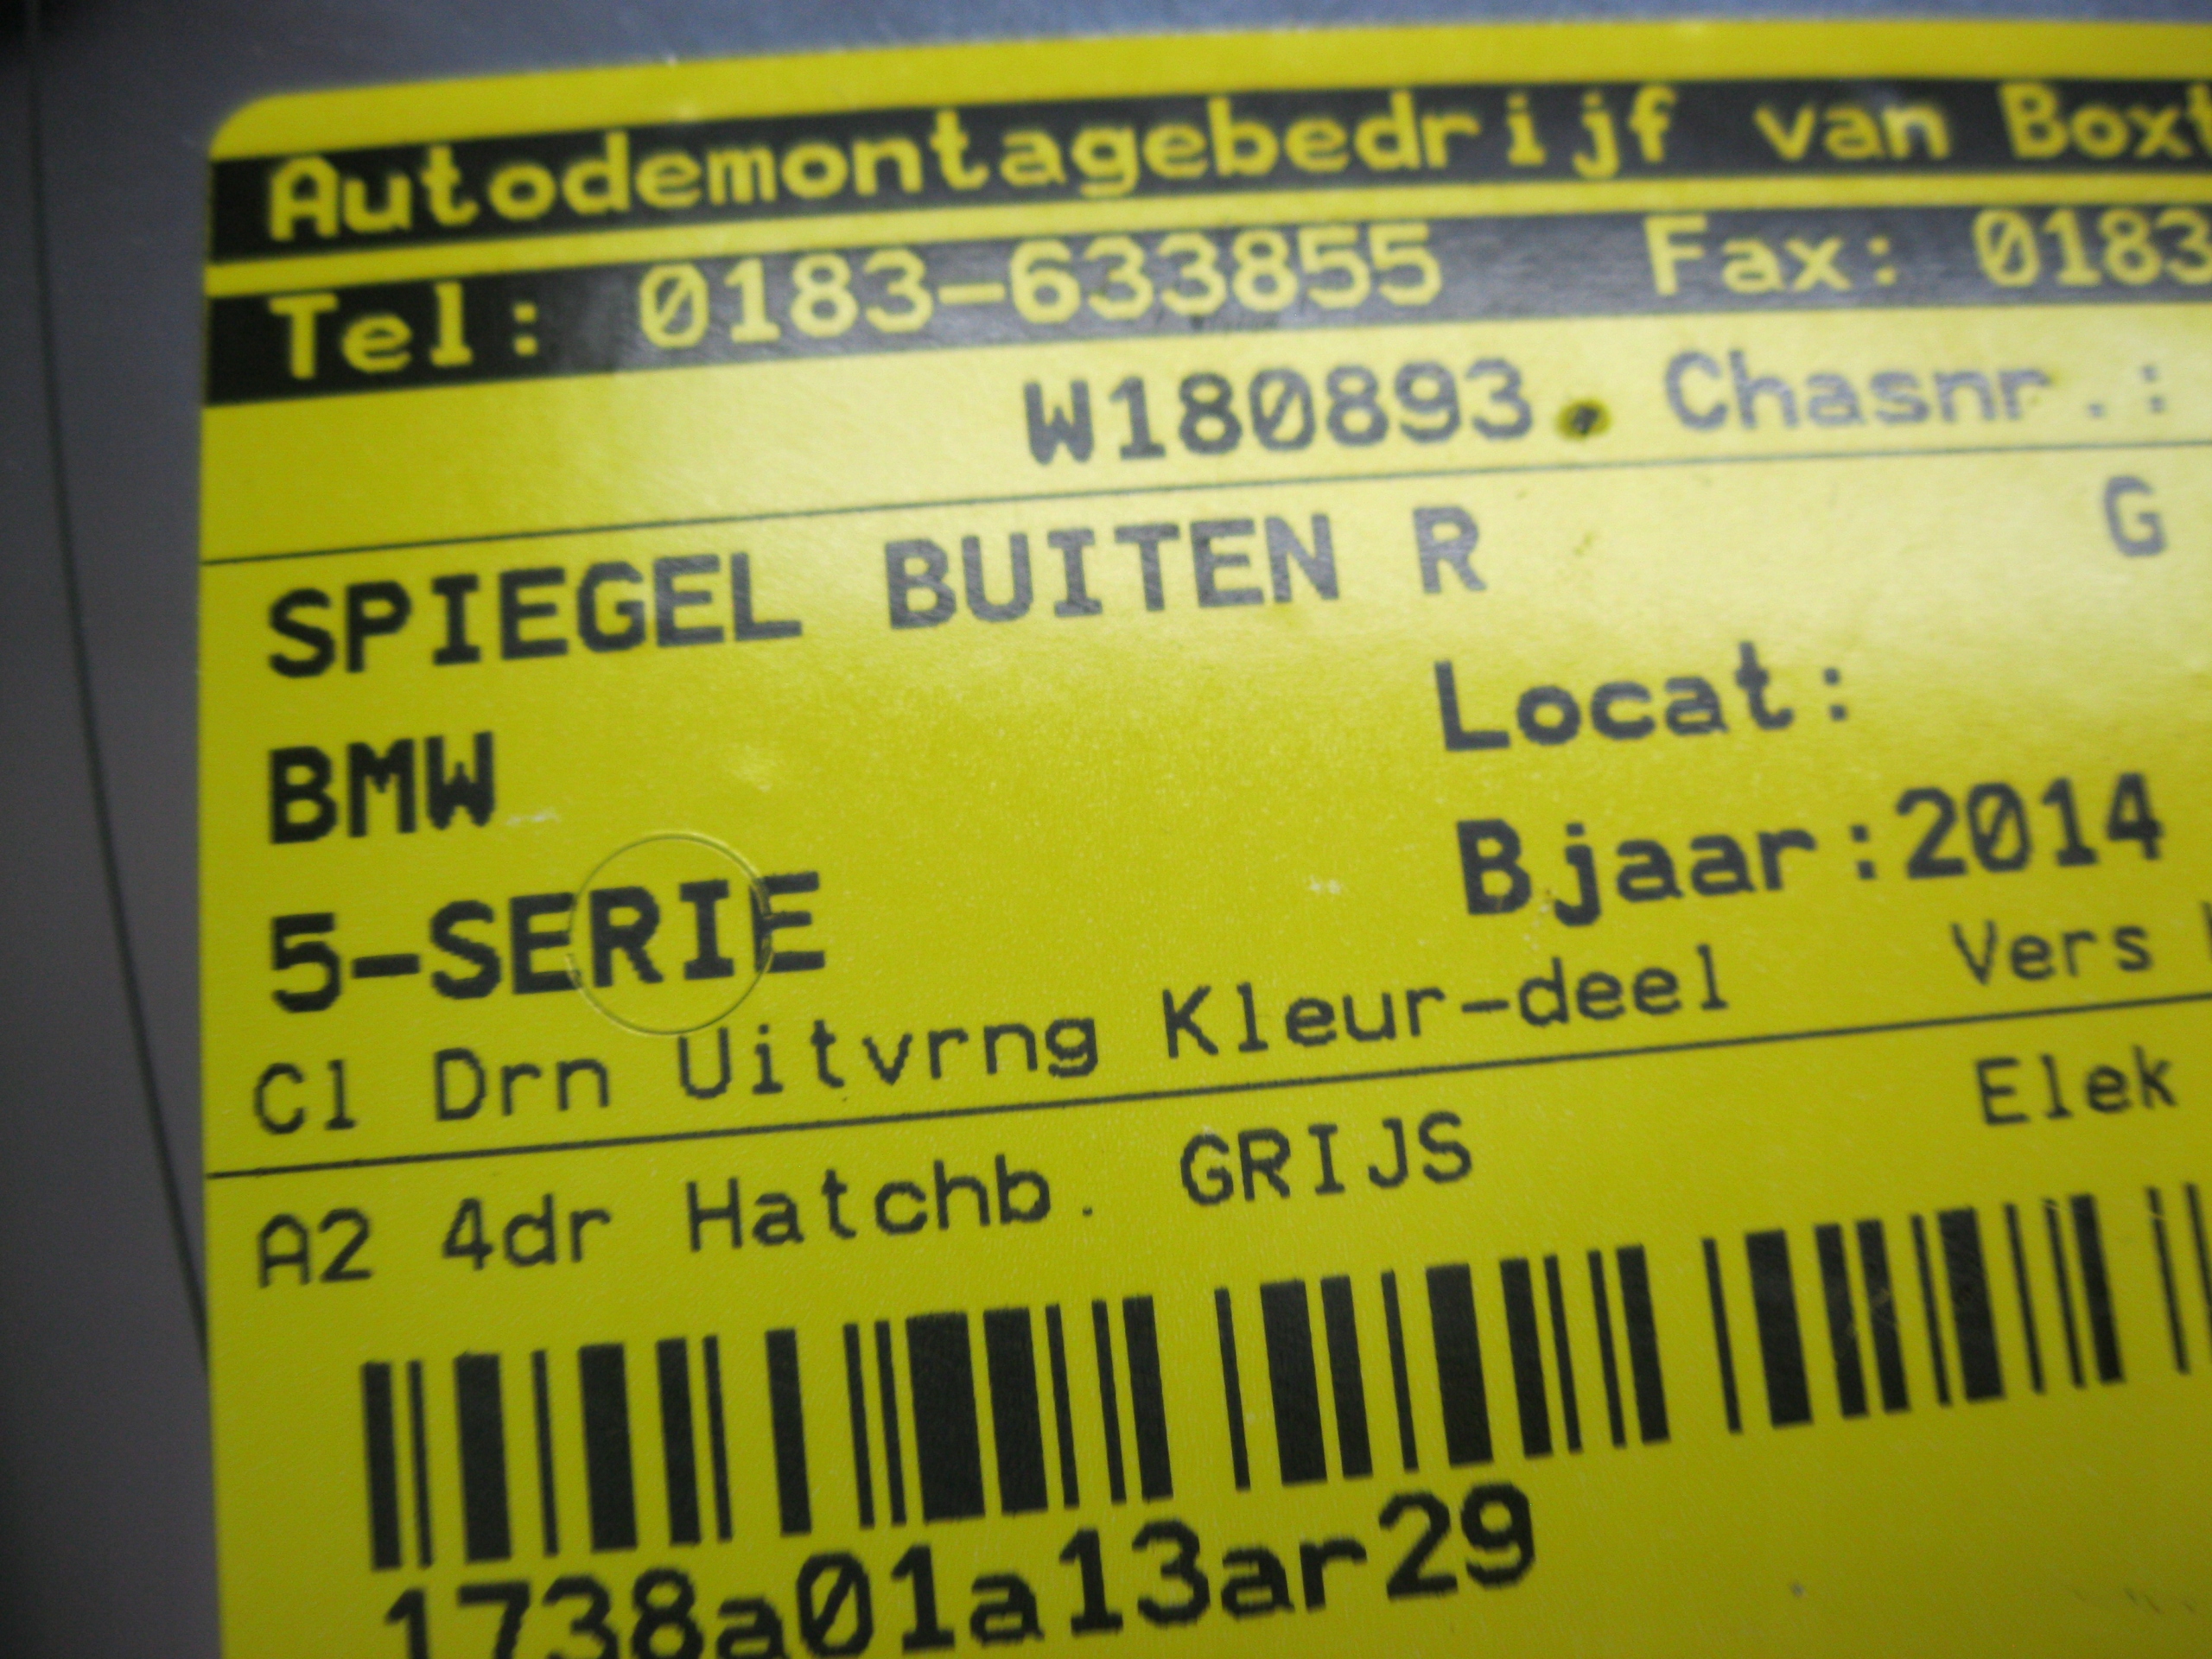 Autodemontagebedrijf van Boxt
Tel: 0183-633855 Fax: 0183
W180893. Chasnr.:
SPIEGEL BUITEN R G
BMW Locat:
5-SERIE Bjaar:2014
Cl Drn Uitvrng Kleur-deel Vers
A2 4dr Hatchb. GRIJS Elek
1738a01a13ar29